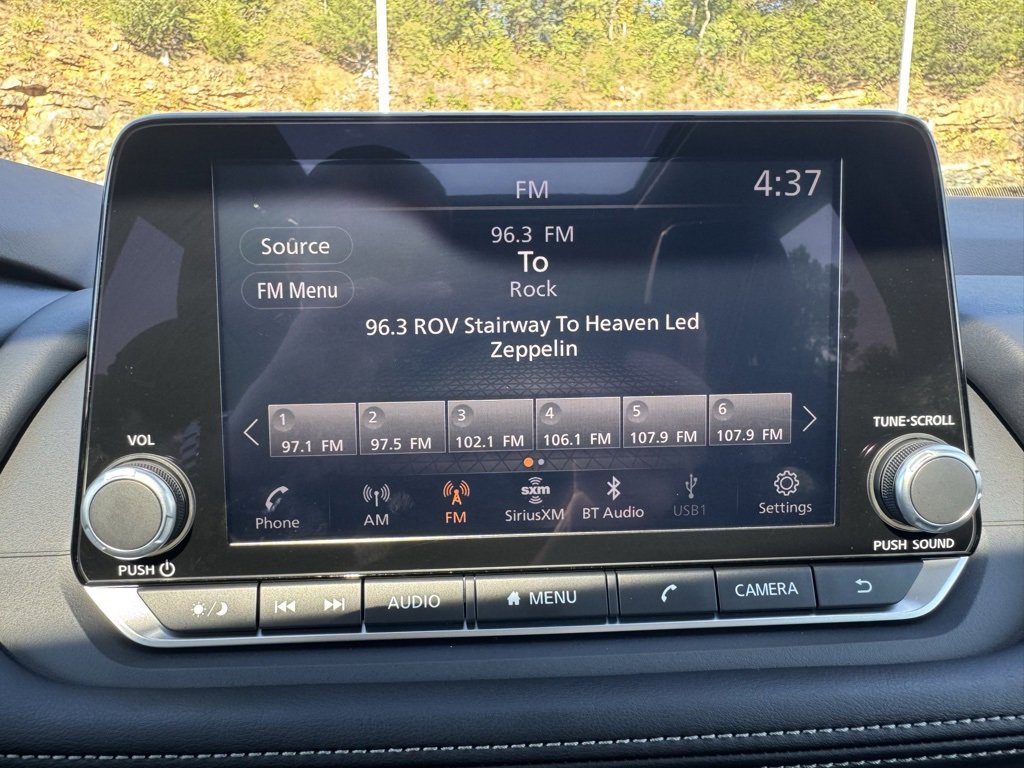 FM
4:37
Source
FM Menu
96.3 FM
To
Rock
96.3 ROV Stairway To Heaven Led
Zeppelin
1
97.1 FM
2
97.5 FM
3
102.1 FM
4
106.1 FM
5
107.9 FM
6
107.9 FM
VOL
TUNE·SCROLL
Phone
AM
FM
sxm
SiriusXM
BT Audio
USB1
Settings
PUSH
PUSH SOUND
AUDIO
MENU
CAMERA